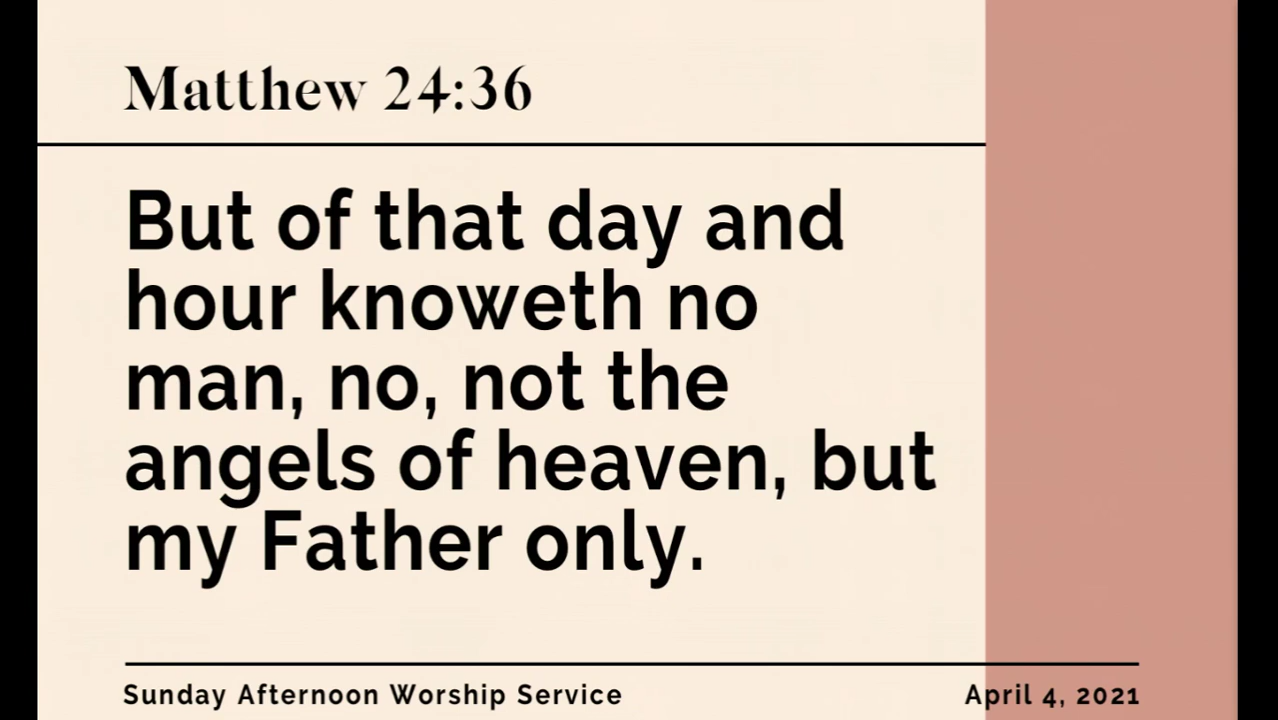 Matthew 24:36
But of that day and
hour knoweth no
man, no, not the
angels of heaven, but
my Father only.
Sunday Afternoon Worship Service
April 4, 2021